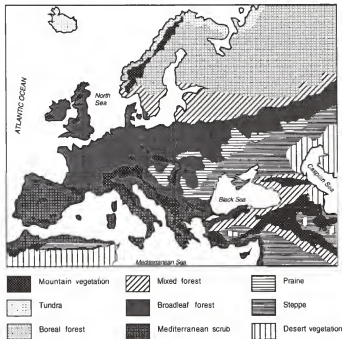 ATLANTIC OCEAN
North
Sea
Caspian Sea
Black Sea
Mediterranean Sea
Mountain vegetation
Mixed forest
Prairie
Tundra
Broadleaf forest
Steppe
Boreal forest
Mediterranean scrub
Desert vegetation